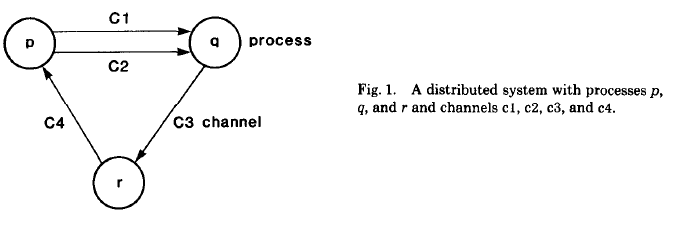 C1
p
q
process
C2
Fig. 1. A distributed system with processes p,
q, and r and channels c1, c2, c3, and c4.
C4
C3 channel
r